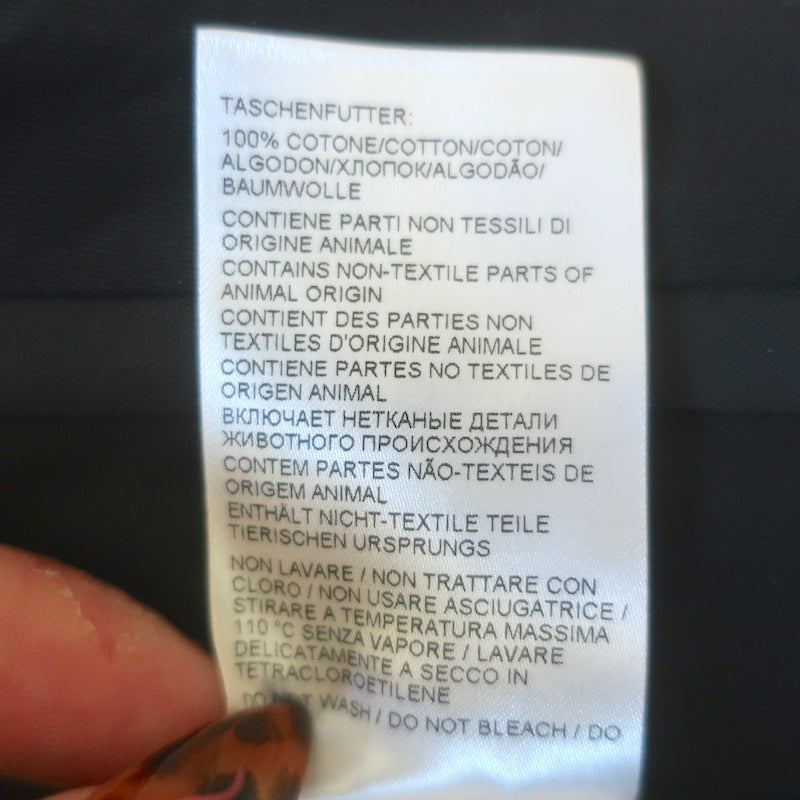 TASCHENFUTTER:
100% COTONE/COTTON/COTON/
ALGODON/ХЛОПОК/ALGODÃO/
BAUMWOLLE
CONTIENE PARTI NON TESSILI DI
ORIGINE ANIMALE
CONTAINS NON-TEXTILE PARTS OF
ANIMAL ORIGIN
CONTIENT DES PARTIES NON
TEXTILES D'ORIGINE ANIMALE
CONTIENE PARTES NO TEXTILES DE
ORIGEN ANIMAL
ВКЛЮЧАЕТ НЕТКАНЫЕ ДЕТАЛИ
ЖИВОТНОГО ПРОИСХОЖДЕНИЯ
CONTEM PARTES NÃO-TEXTEIS DE
ORIGEM ANIMAL
ENTHÄLT NICHT-TEXTILE TEILE
TIERISCHEN URSPRUNGS
NON LAVARE / NON TRATTARE CON
CLORO / NON USARE ASCIUGATRICE /
STIRARE A TEMPERATURA MASSIMA
110 °C SENZA VAPORE / LAVARE
DELICATAMENTE A SECCO IN
TETRACLOROETILENE
DO NOT WASH / DO NOT BLEACH / DO